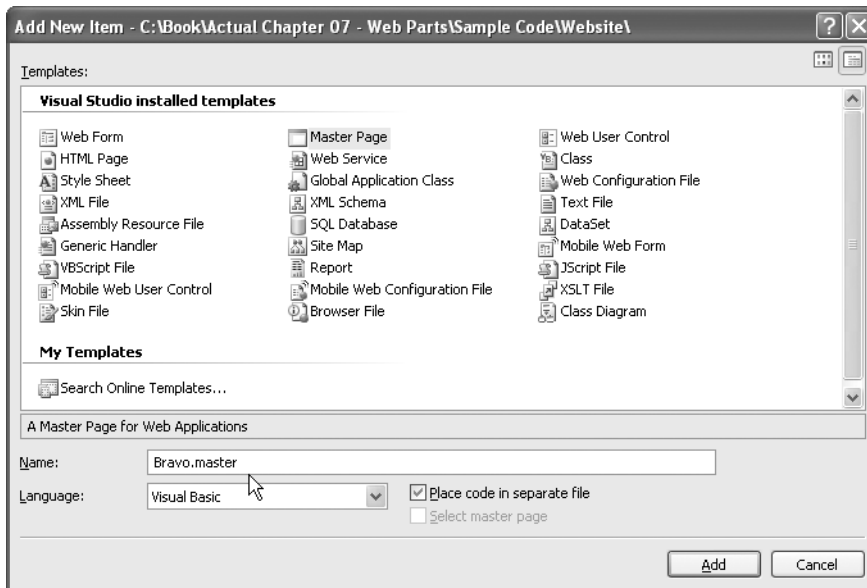 Add New Item - C:\Book\Actual Chapter 07 - Web Parts\Sample Code\Website\
Templates:
Visual Studio installed templates
Web Form Master Page Web User Control
HTML Page Web Service Class
Style Sheet Global Application Class Web Configuration File
XML File XML Schema Text File
Assembly Resource File SQL Database DataSet
Generic Handler Site Map Mobile Web Form
VBScript File Report JScript File
Mobile Web User Control Mobile Web Configuration File XSLT File
Skin File Browser File Class Diagram
My Templates
Search Online Templates...
A Master Page for Web Applications
Name: Bravo.master
Language: Visual Basic Place code in separate file
Select master page
Add Cancel